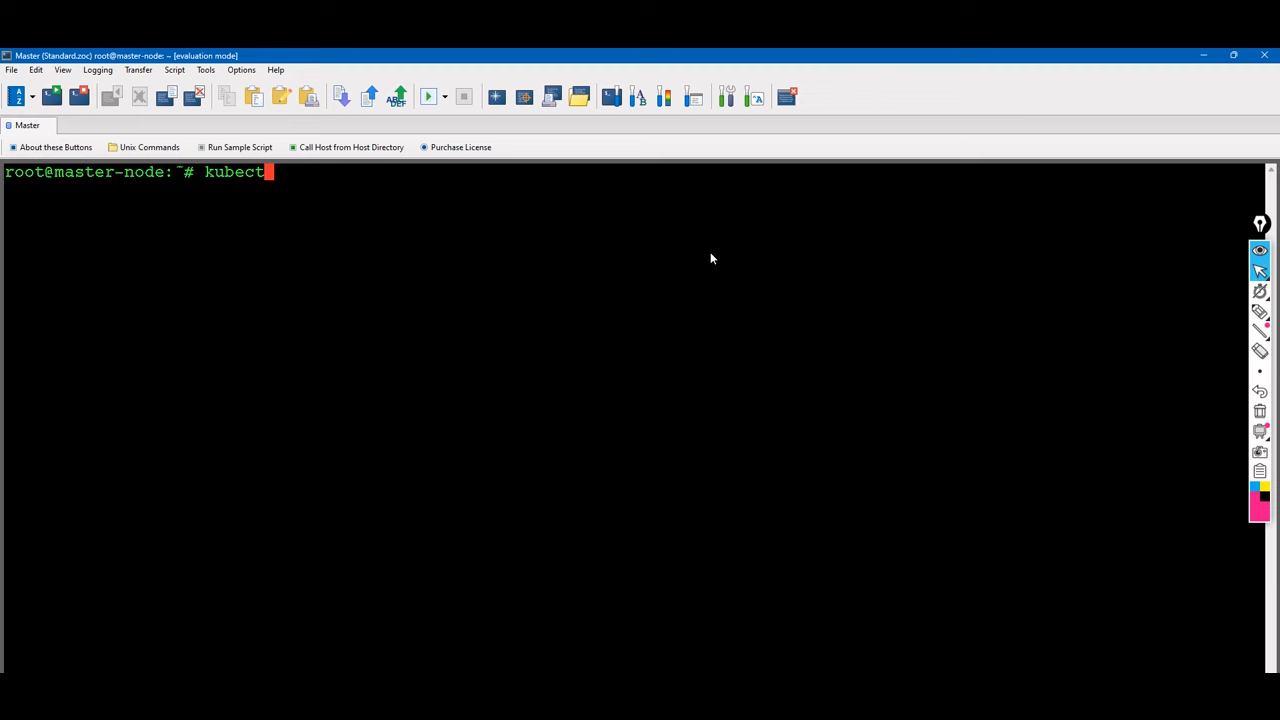 Master (Standard.zoc) root@master-node: ~ [evaluation mode]
File Edit View Logging Transfer Script Tools Options Help
Master
About these Buttons Unix Commands Run Sample Script Call Host from Host Directory Purchase License
root@master-node:~# kubect